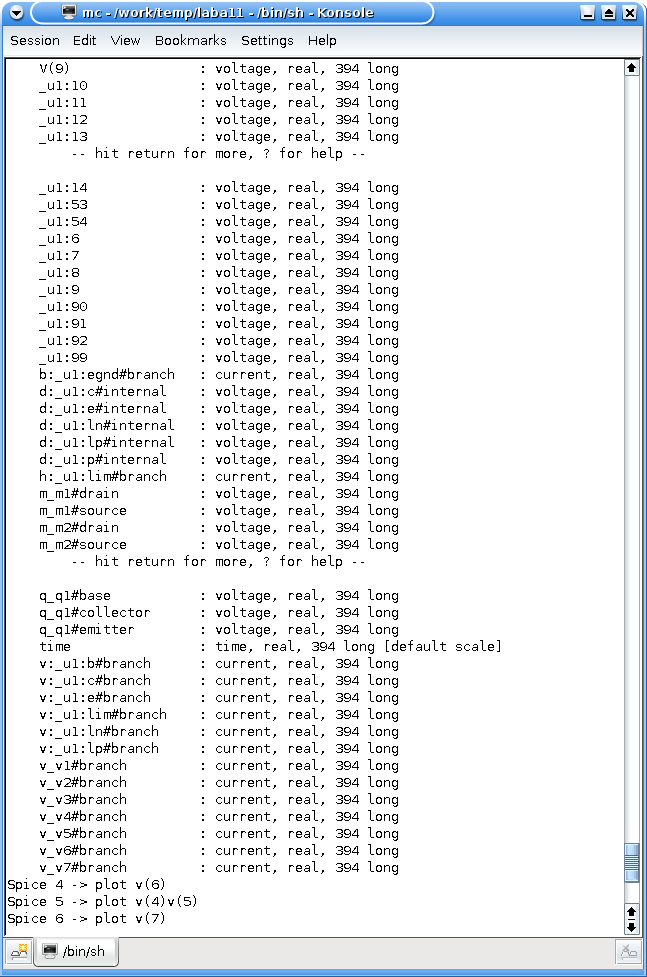 mc - /work/temp/laba11 - /bin/sh - Konsole
Session Edit View Bookmarks Settings Help
V(9) : voltage, real, 394 long
_u1:10 : voltage, real, 394 long
_u1:11 : voltage, real, 394 long
_u1:12 : voltage, real, 394 long
_u1:13 : voltage, real, 394 long
-- hit return for more, ? for help --
_u1:14 : voltage, real, 394 long
_u1:53 : voltage, real, 394 long
_u1:54 : voltage, real, 394 long
_u1:6 : voltage, real, 394 long
_u1:7 : voltage, real, 394 long
_u1:8 : voltage, real, 394 long
_u1:9 : voltage, real, 394 long
_u1:90 : voltage, real, 394 long
_u1:91 : voltage, real, 394 long
_u1:92 : voltage, real, 394 long
_u1:99 : voltage, real, 394 long
b:_u1:egnd#branch : current, real, 394 long
d:_u1:c#internal : voltage, real, 394 long
d:_u1:e#internal : voltage, real, 394 long
d:_u1:ln#internal : voltage, real, 394 long
d:_u1:lp#internal : voltage, real, 394 long
d:_u1:p#internal : voltage, real, 394 long
h:_u1:lim#branch : current, real, 394 long
m_m1#drain : voltage, real, 394 long
m_m1#source : voltage, real, 394 long
m_m2#drain : voltage, real, 394 long
m_m2#source : voltage, real, 394 long
-- hit return for more, ? for help --
q_q1#base : voltage, real, 394 long
q_q1#collector : voltage, real, 394 long
q_q1#emitter : voltage, real, 394 long
time : time, real, 394 long [default scale]
v:_u1:b#branch : current, real, 394 long
v:_u1:c#branch : current, real, 394 long
v:_u1:e#branch : current, real, 394 long
v:_u1:lim#branch : current, real, 394 long
v:_u1:ln#branch : current, real, 394 long
v:_u1:lp#branch : current, real, 394 long
v_v1#branch : current, real, 394 long
v_v2#branch : current, real, 394 long
v_v3#branch : current, real, 394 long
v_v4#branch : current, real, 394 long
v_v5#branch : current, real, 394 long
v_v6#branch : current, real, 394 long
v_v7#branch : current, real, 394 long
Spice 4 -> plot v(6)
Spice 5 -> plot v(4)v(5)
Spice 6 -> plot v(7)
/bin/sh